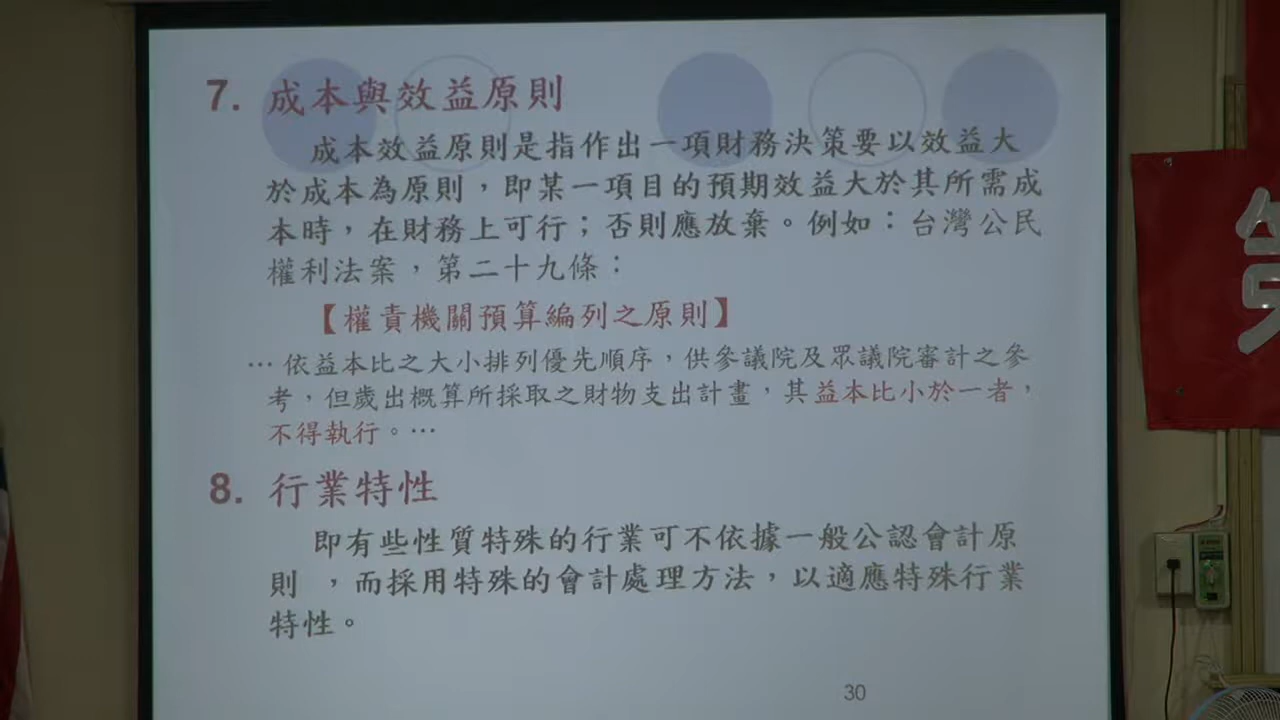 7. 成本與效益原則
成本效益原則是指作出一項財務決策要以效益大
於成本為原則，即某一項目的預期效益大於其所需成
本時，在財務上可行；否則應放棄。例如：台灣公民
權利法案，第二十九條：
【權責機關預算編列之原則】
…依益本比之大小排列優先順序，供參議院及眾議院審計之參
考，但歲出概算所採取之財物支出計畫，其益本比小於一者，
不得執行。…
8. 行業特性
即有些性質特殊的行業可不依據一般公認會計原
則 ，而採用特殊的會計處理方法，以適應特殊行業
特性。
30